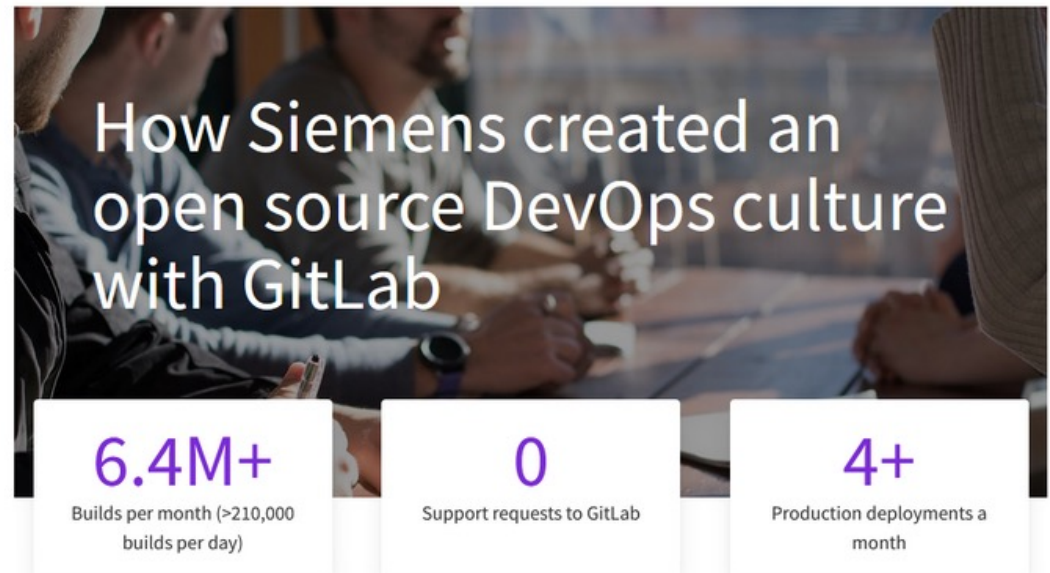 How Siemens created an
open source DevOps culture
with GitLab
6.4M+
Builds per month (>210,000
builds per day)
0
Support requests to GitLab
4+
Production deployments a
month